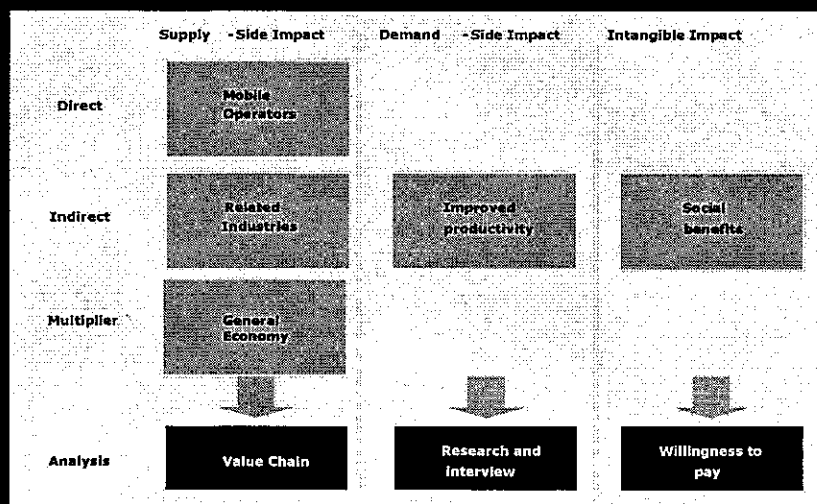 Supply -Side Impact Demand -Side Impact Intangible Impact
Direct
Mobile
Operators
Indirect
Related
Industries
Improved
productivity
Social
benefits
Multiplier
General
Economy
Analysis
Value Chain
Research and
interview
Willingness to
pay